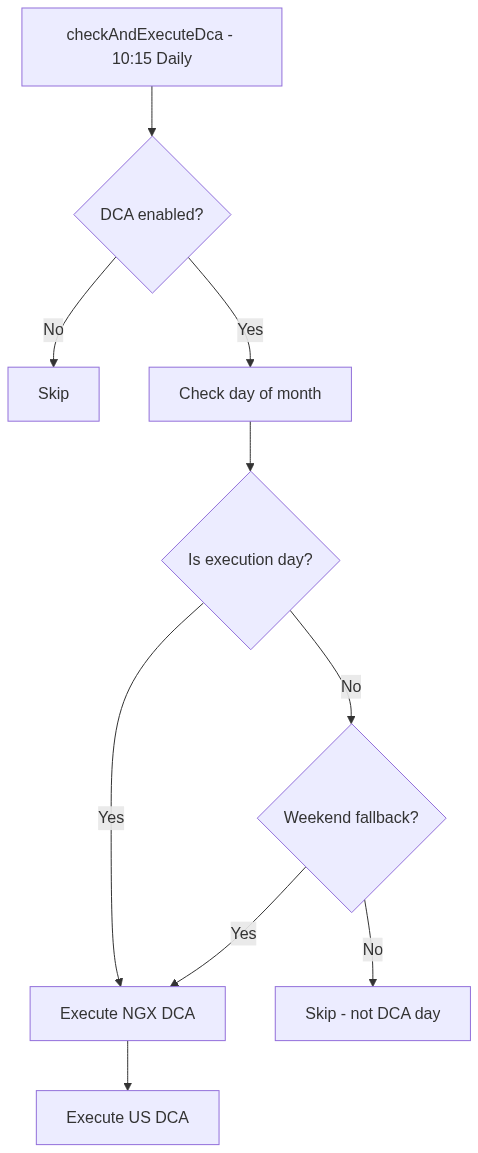 checkAndExecuteDca -
10:15 Daily
DCA enabled?
No
Yes
Skip
Check day of month
Is execution day?
No
Yes
Weekend fallback?
Yes
No
Execute NGX DCA
Skip - not DCA day
Execute US DCA